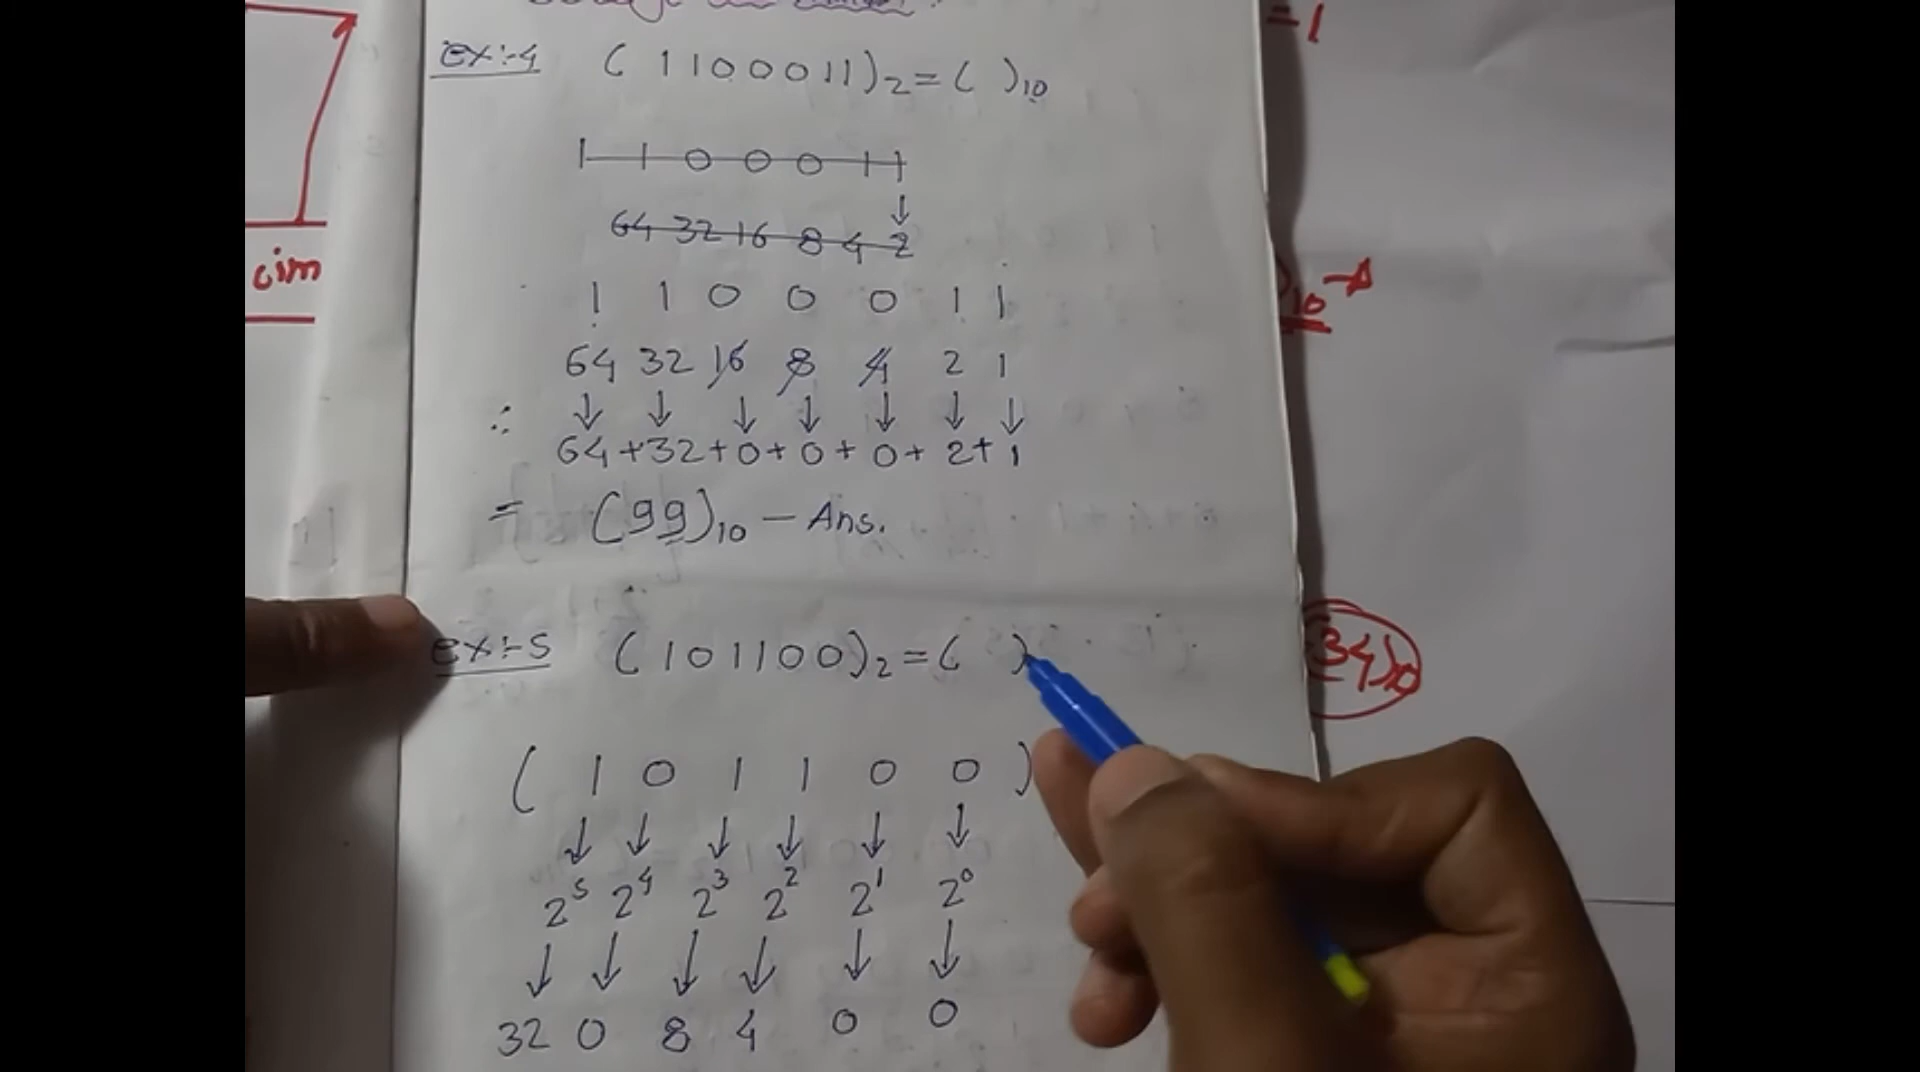 = 1
ex:-4 ( 1100011)₂ = ( )₁₀
1 1 0 0 0 1 1
↓
64 32 16 8 4 2
1 1 0 0 0 1 1
64 32 16 8 4 2 1
∴ ↓ ↓ ↓ ↓ ↓ ↓ ↓
64+32+0+0+0+2+1
= (99)₁₀ — Ans.
cim
)₁₀
ex:-5 ( 101100)₂ = ( )
(34)₁₀
( 1 0 1 1 0 0 )
↓ ↓ ↓ ↓ ↓ ↓
2⁵ 2⁴ 2³ 2² 2¹ 2⁰
↓ ↓ ↓ ↓ ↓ ↓
32 0 8 4 0 0